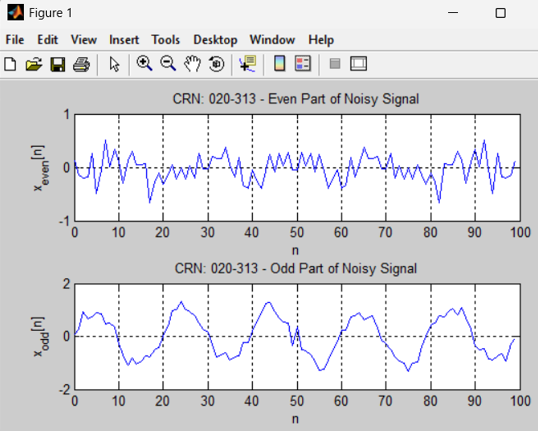 Figure 1
File Edit View Insert Tools Desktop Window Help
CRN: 020-313 - Even Part of Noisy Signal
1
0
-1
x_even[n]
0 10 20 30 40 50 60 70 80 90 100
n
CRN: 020-313 - Odd Part of Noisy Signal
2
0
-2
x_odd[n]
0 10 20 30 40 50 60 70 80 90 100
n